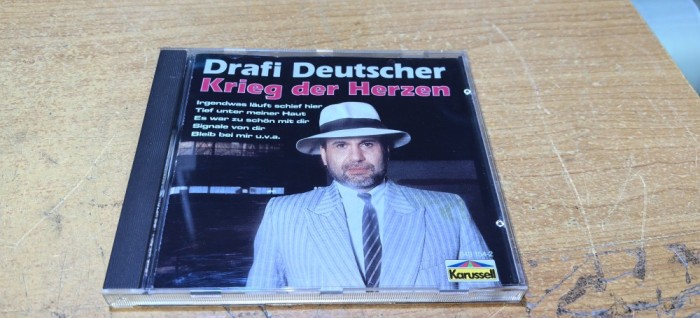 Drafi Deutscher
Krieg der Herzen
Irgendwas läuft schief hier
Tief unter meiner Haut
Es war zu schön mit dir
Signale von dir
Bleib bei mir u.v.a.
Karussell